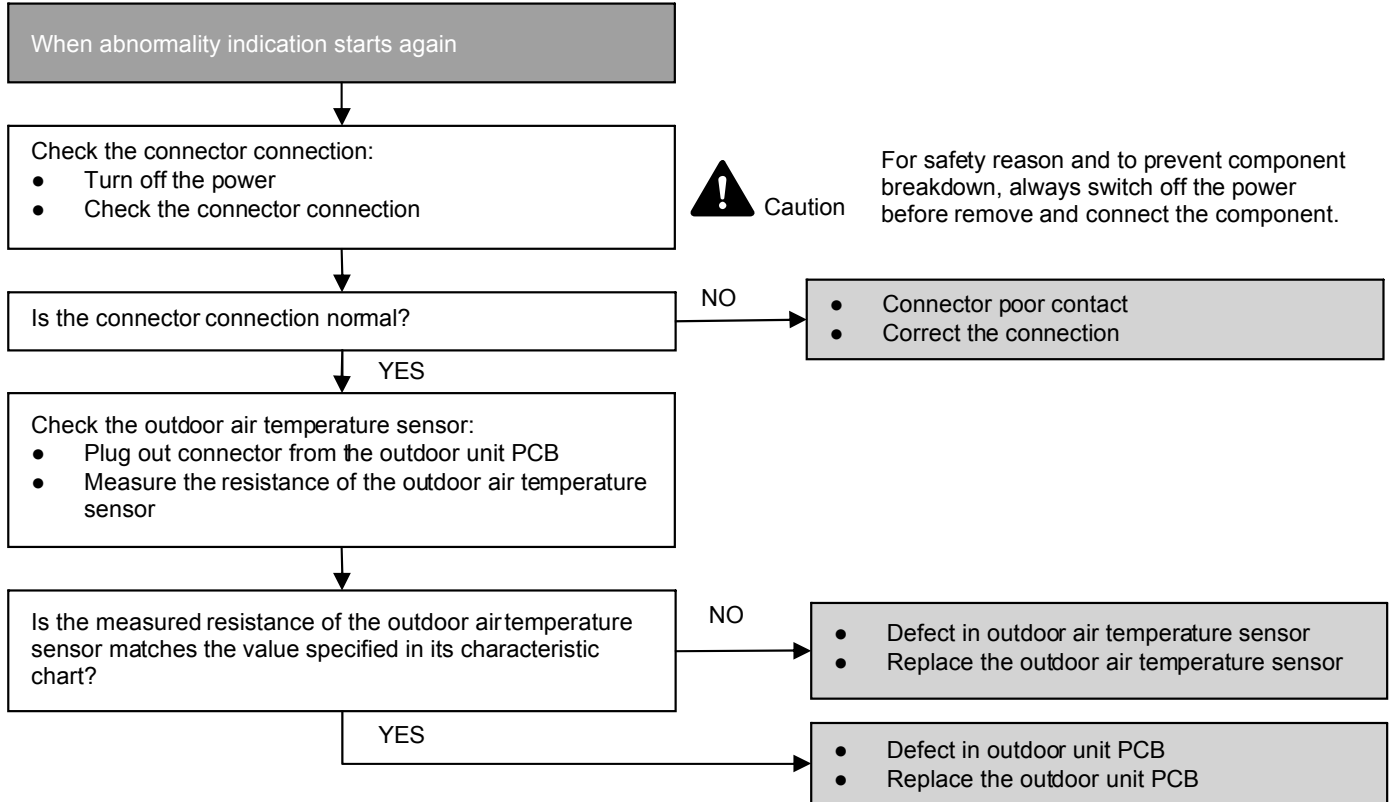 When abnormality indication starts again
Check the connector connection:
● Turn off the power
● Check the connector connection
Caution
For safety reason and to prevent component
breakdown, always switch off the power
before remove and connect the component.
Is the connector connection normal?
NO
● Connector poor contact
● Correct the connection
YES
Check the outdoor air temperature sensor:
● Plug out connector from the outdoor unit PCB
● Measure the resistance of the outdoor air temperature
sensor
Is the measured resistance of the outdoor air temperature
sensor matches the value specified in its characteristic
chart?
NO
● Defect in outdoor air temperature sensor
● Replace the outdoor air temperature sensor
YES
● Defect in outdoor unit PCB
● Replace the outdoor unit PCB